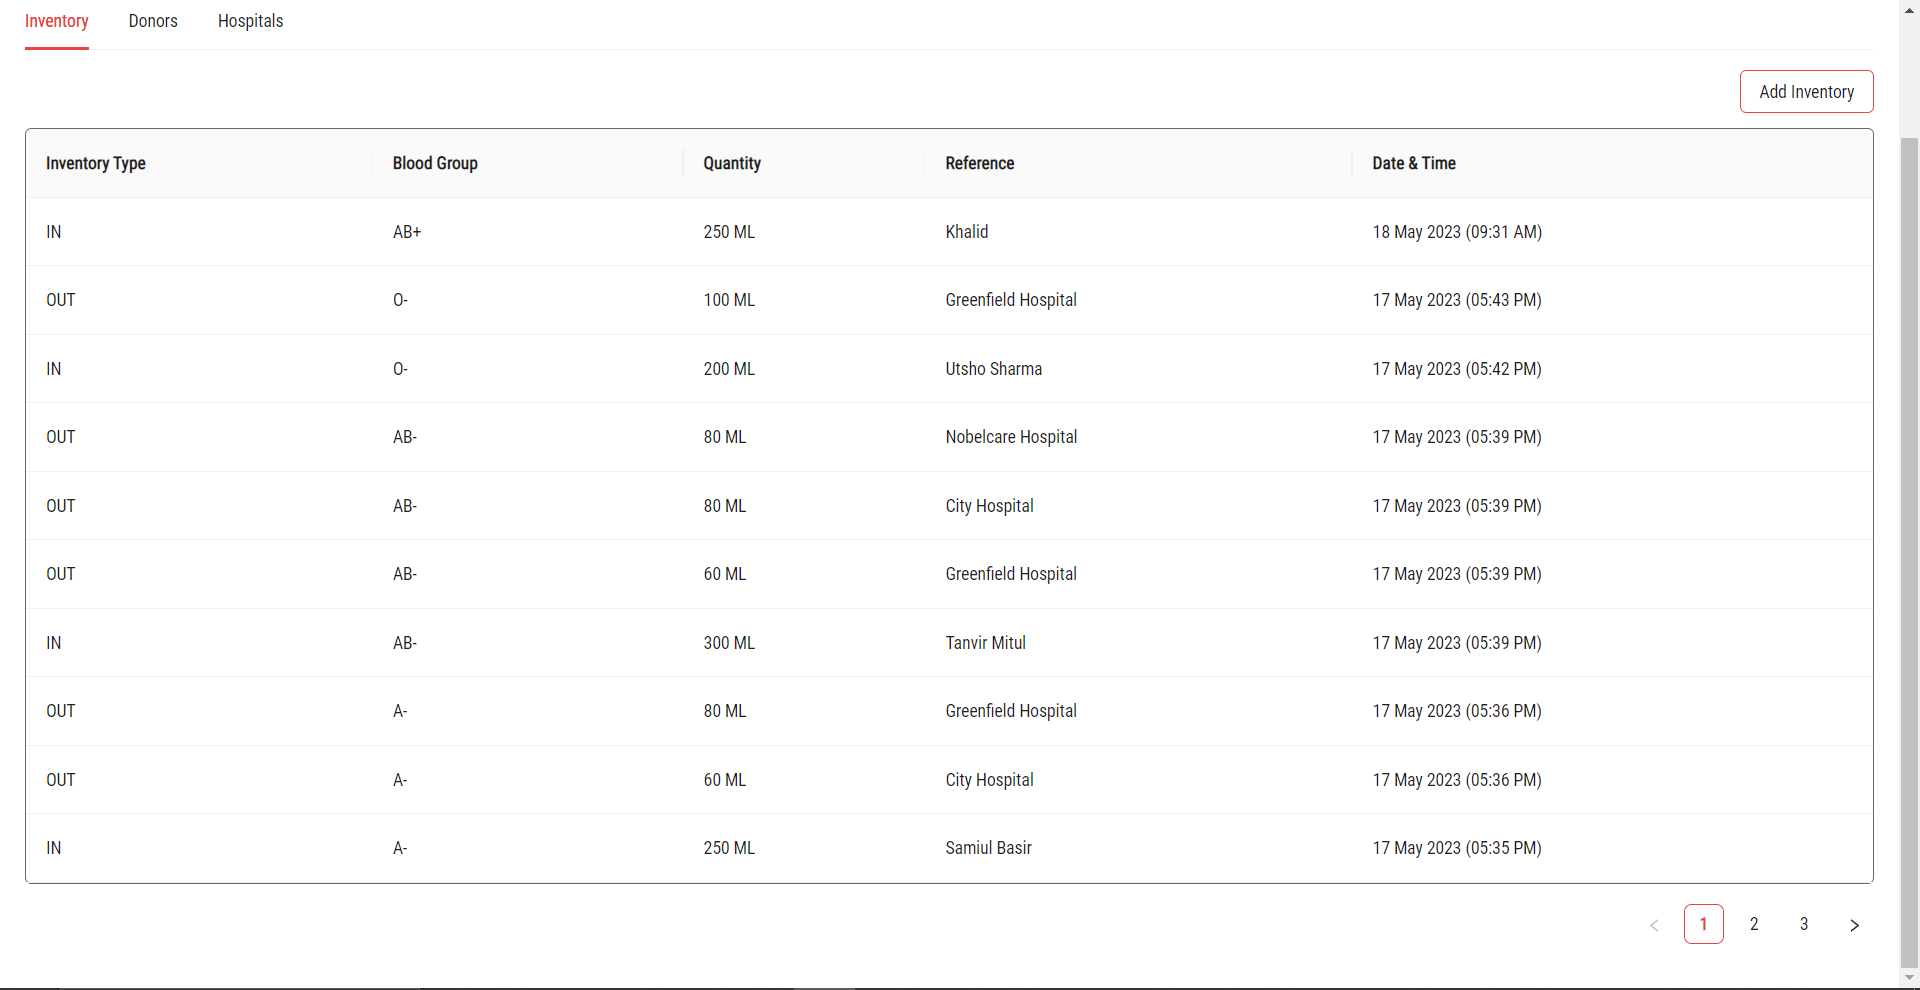 Inventory Donors Hospitals
Add Inventory
Inventory Type Blood Group Quantity Reference Date & Time
IN AB+ 250 ML Khalid 18 May 2023 (09:31 AM)
OUT O- 100 ML Greenfield Hospital 17 May 2023 (05:43 PM)
IN O- 200 ML Utsho Sharma 17 May 2023 (05:42 PM)
OUT AB- 80 ML Nobelcare Hospital 17 May 2023 (05:39 PM)
OUT AB- 80 ML City Hospital 17 May 2023 (05:39 PM)
OUT AB- 60 ML Greenfield Hospital 17 May 2023 (05:39 PM)
IN AB- 300 ML Tanvir Mitul 17 May 2023 (05:39 PM)
OUT A- 80 ML Greenfield Hospital 17 May 2023 (05:36 PM)
OUT A- 60 ML City Hospital 17 May 2023 (05:36 PM)
IN A- 250 ML Samiul Basir 17 May 2023 (05:35 PM)
< 1 2 3 >